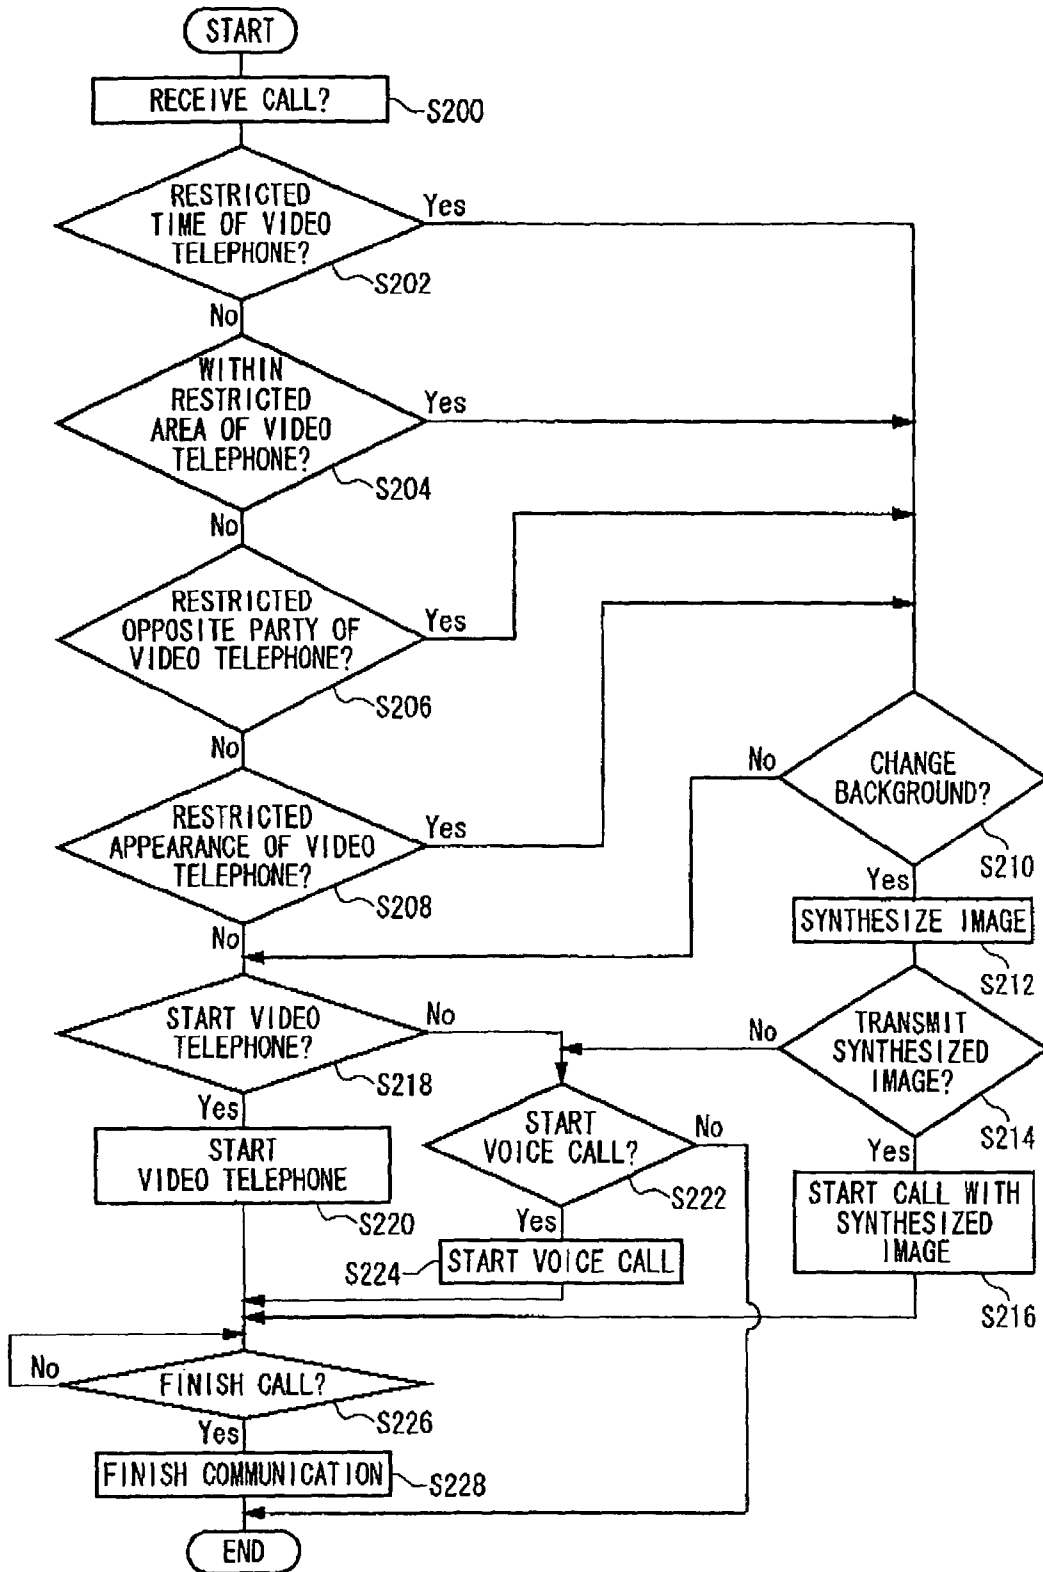 START
RECEIVE CALL?
S200
RESTRICTED
TIME OF VIDEO
TELEPHONE?
Yes
S202
No
WITHIN
RESTRICTED
AREA OF VIDEO
TELEPHONE?
Yes
S204
No
RESTRICTED
OPPOSITE PARTY OF
VIDEO TELEPHONE?
Yes
S206
No
RESTRICTED
APPEARANCE OF VIDEO
TELEPHONE?
Yes
S208
No
CHANGE
BACKGROUND?
No
S210
Yes
SYNTHESIZE IMAGE
S212
TRANSMIT
SYNTHESIZED
IMAGE?
No
S214
Yes
START CALL WITH
SYNTHESIZED
IMAGE
S216
START VIDEO
TELEPHONE?
No
S218
Yes
START
VIDEO TELEPHONE
S220
START
VOICE CALL?
No
S222
Yes
START VOICE CALL
S224
FINISH CALL?
No
S226
Yes
FINISH COMMUNICATION
S228
END